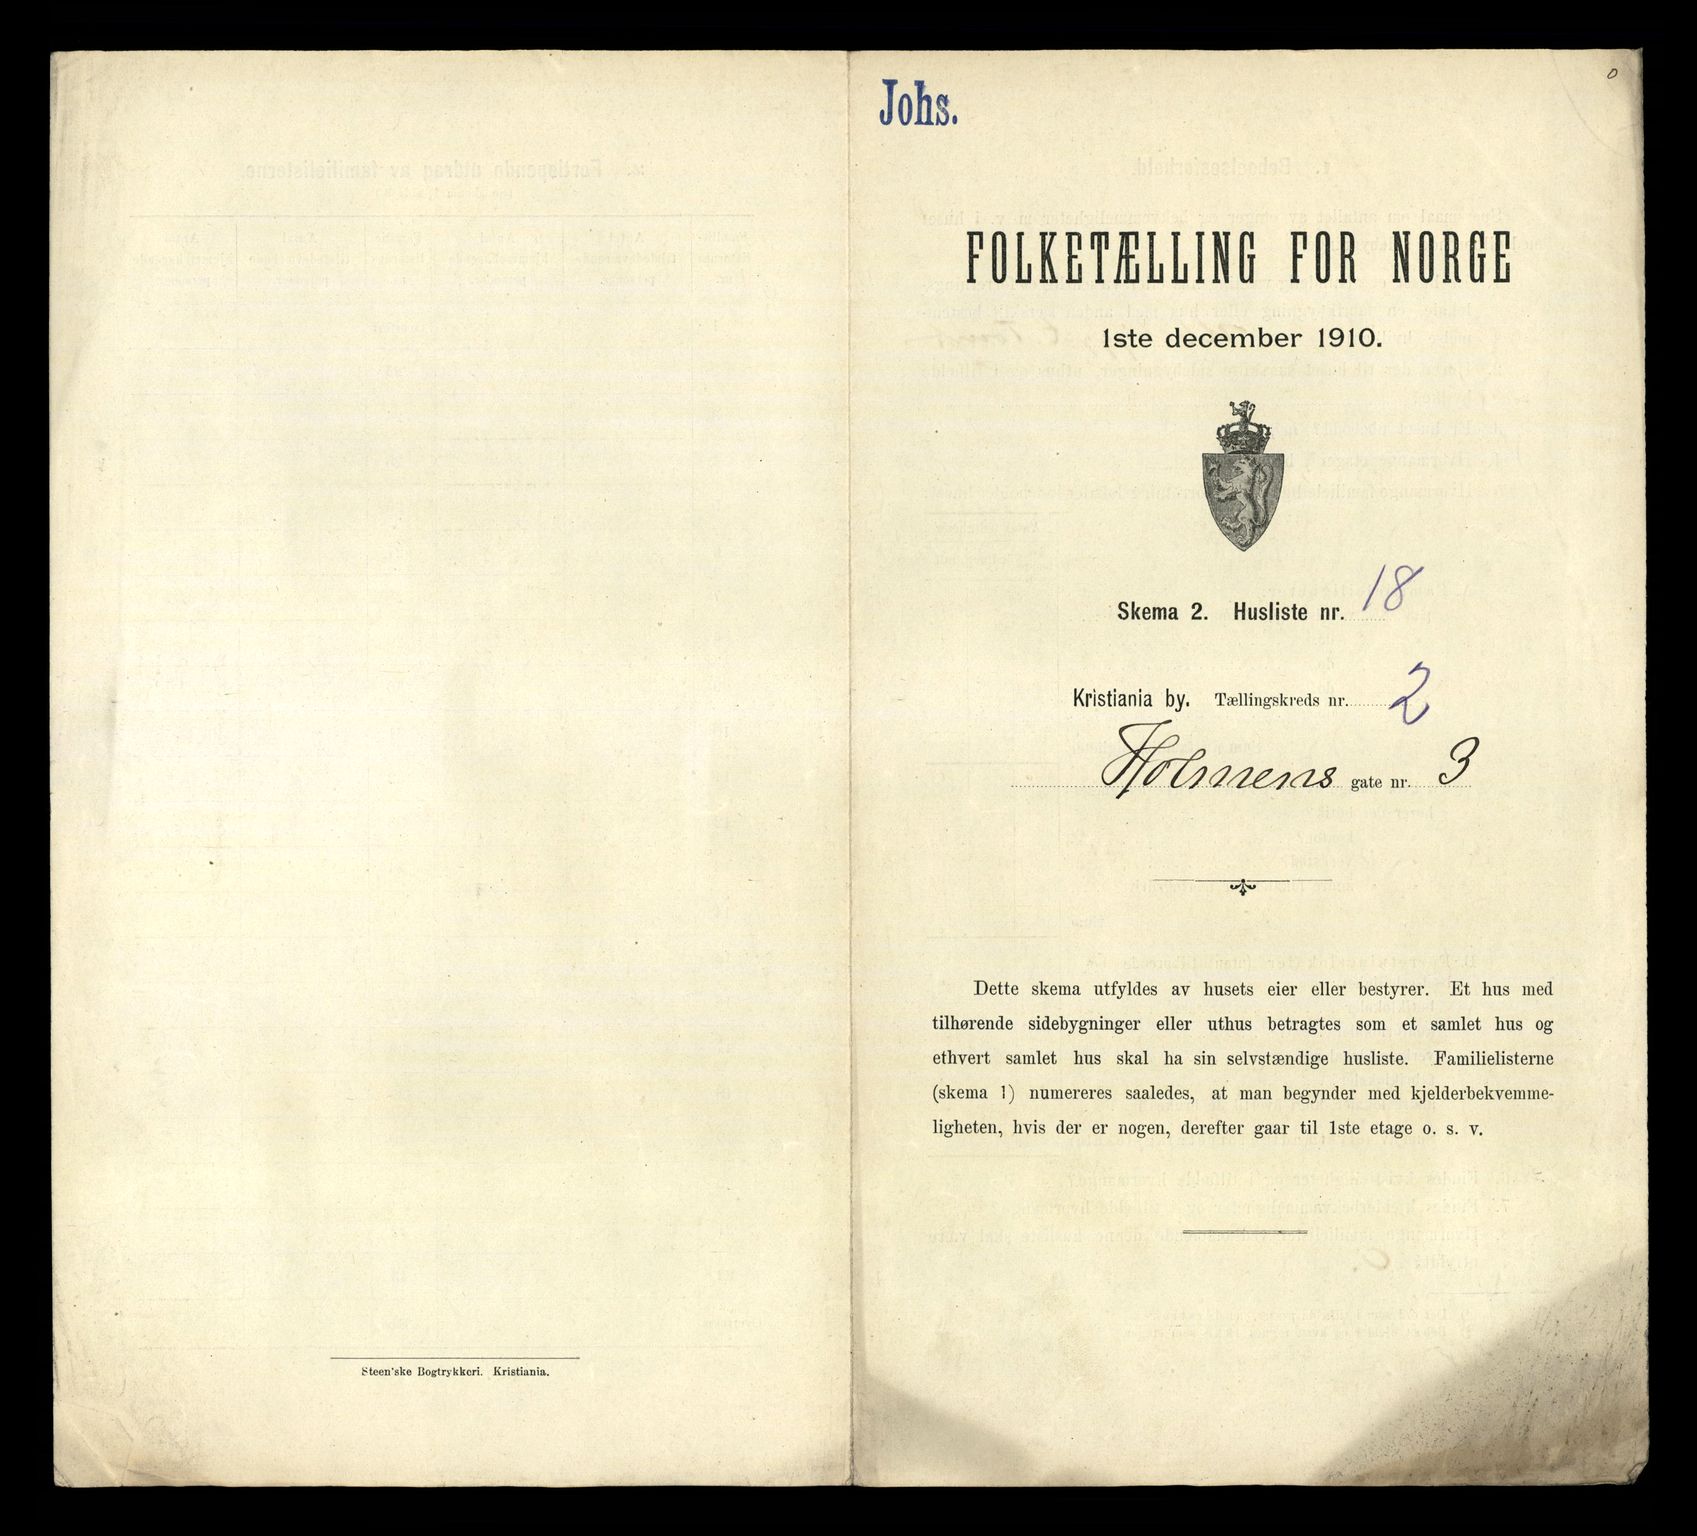 Johs.
0
FOLKETÆLLING FOR NORGE
1ste december 1910.
Skema 2. Husliste nr. 18
Kristiania by. Tællingskreds nr. 2
Holmens gate nr. 3
Dette skema utfyldes av husets eier eller bestyrer. Et hus med
tilhørende sidebygninger eller uthus betragtes som et samlet hus og
ethvert samlet hus skal ha sin selvstændige husliste. Familielisterne
(skema 1) numereres saaledes, at man begynder med kjelderbekvemme-
ligheten, hvis der er nogen, derefter gaar til 1ste etage o. s. v.
Steen'ske Bogtrykkeri. Kristiania.